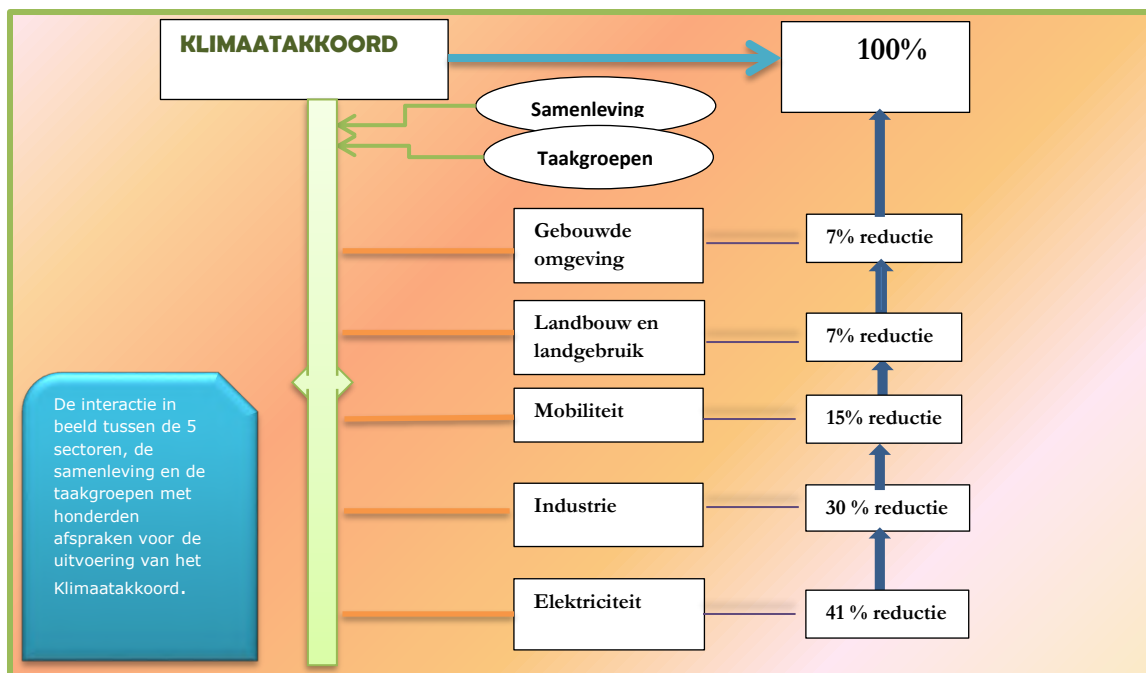 KLIMAATAKKOORD
100%
Samenleving
Taakgroepen
Gebouwde
omgeving
7% reductie
Landbouw en
landgebruik
7% reductie
Mobiliteit
15% reductie
Industrie
30 % reductie
Elektriciteit
41 % reductie
De interactie in
beeld tussen de 5
sectoren, de
samenleving en de
taakgroepen met
honderden
afspraken voor de
uitvoering van het
Klimaatakkoord.